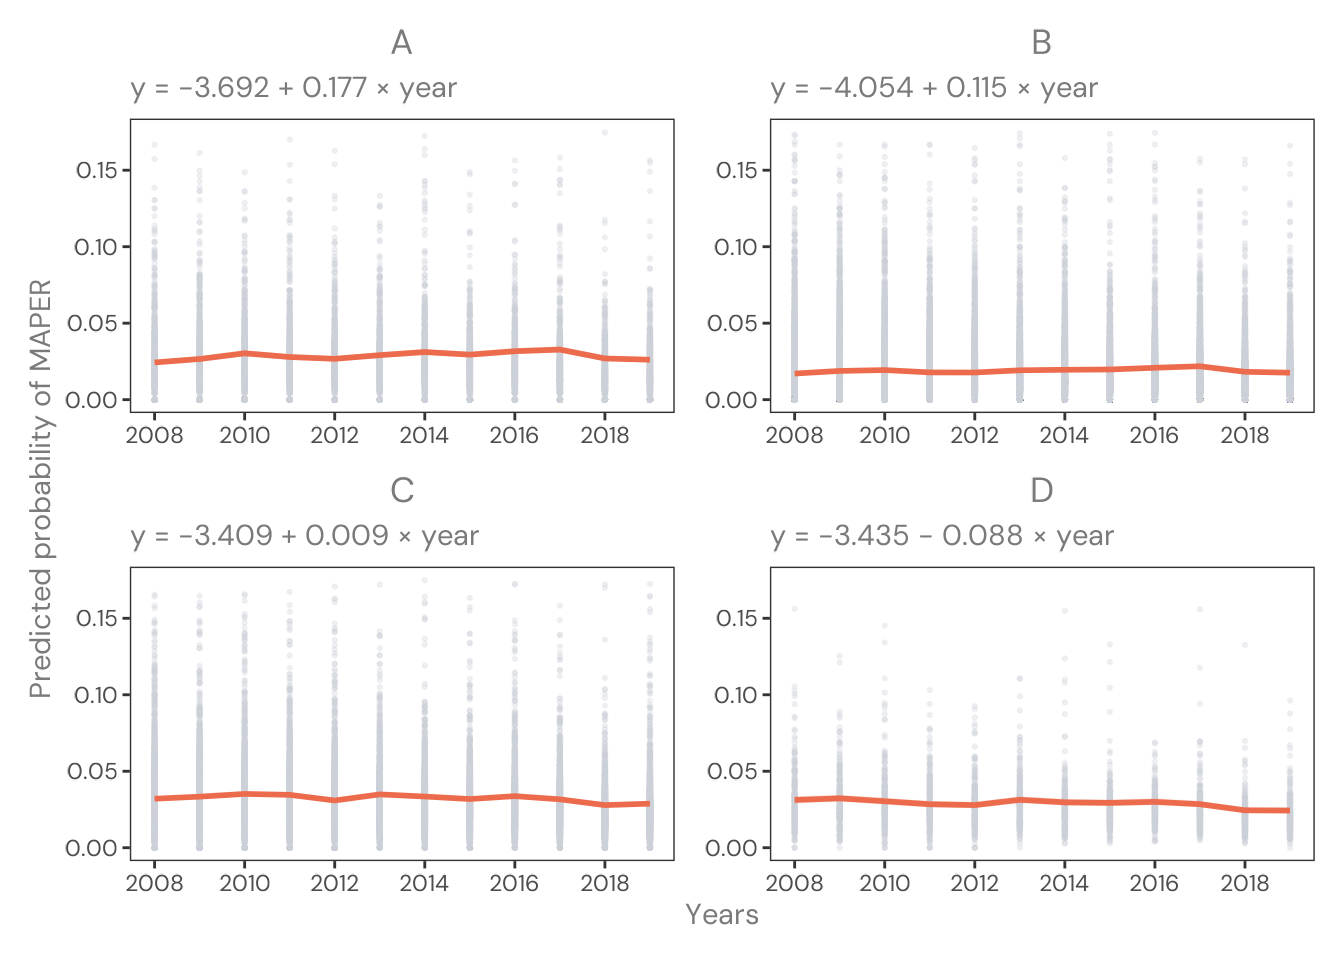 A
y = −3.692 + 0.177 × year
B
y = −4.054 + 0.115 × year
Predicted probability of MAPER
0.15
0.10
0.05
0.00
2008 2010 2012 2014 2016 2018
0.15
0.10
0.05
0.00
2008 2010 2012 2014 2016 2018
C
y = −3.409 + 0.009 × year
D
y = −3.435 − 0.088 × year
0.15
0.10
0.05
0.00
2008 2010 2012 2014 2016 2018
0.15
0.10
0.05
0.00
2008 2010 2012 2014 2016 2018
Years